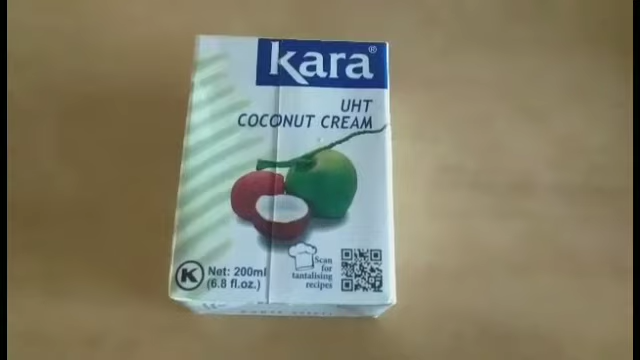 kara®
UHT
COCONUT CREAM
Scan
for
tantalising
recipes
K
Net: 200ml
(6.8 fl.oz.)